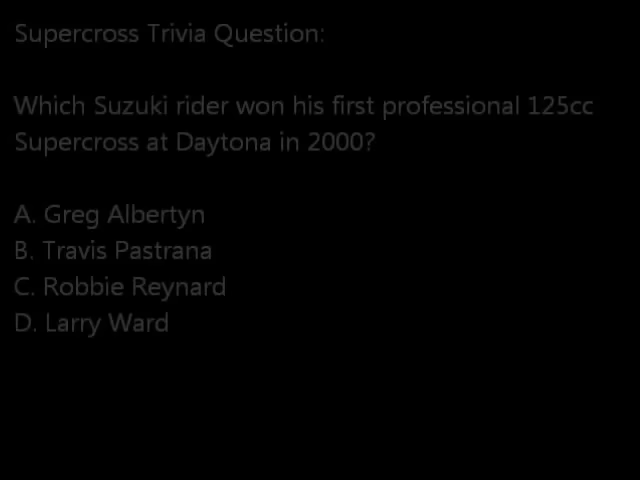 Supercross Trivia Question:
Which Suzuki rider won his first professional 125cc
Supercross at Daytona in 2000?
A. Greg Albertyn
B. Travis Pastrana
C. Robbie Reynard
D. Larry Ward